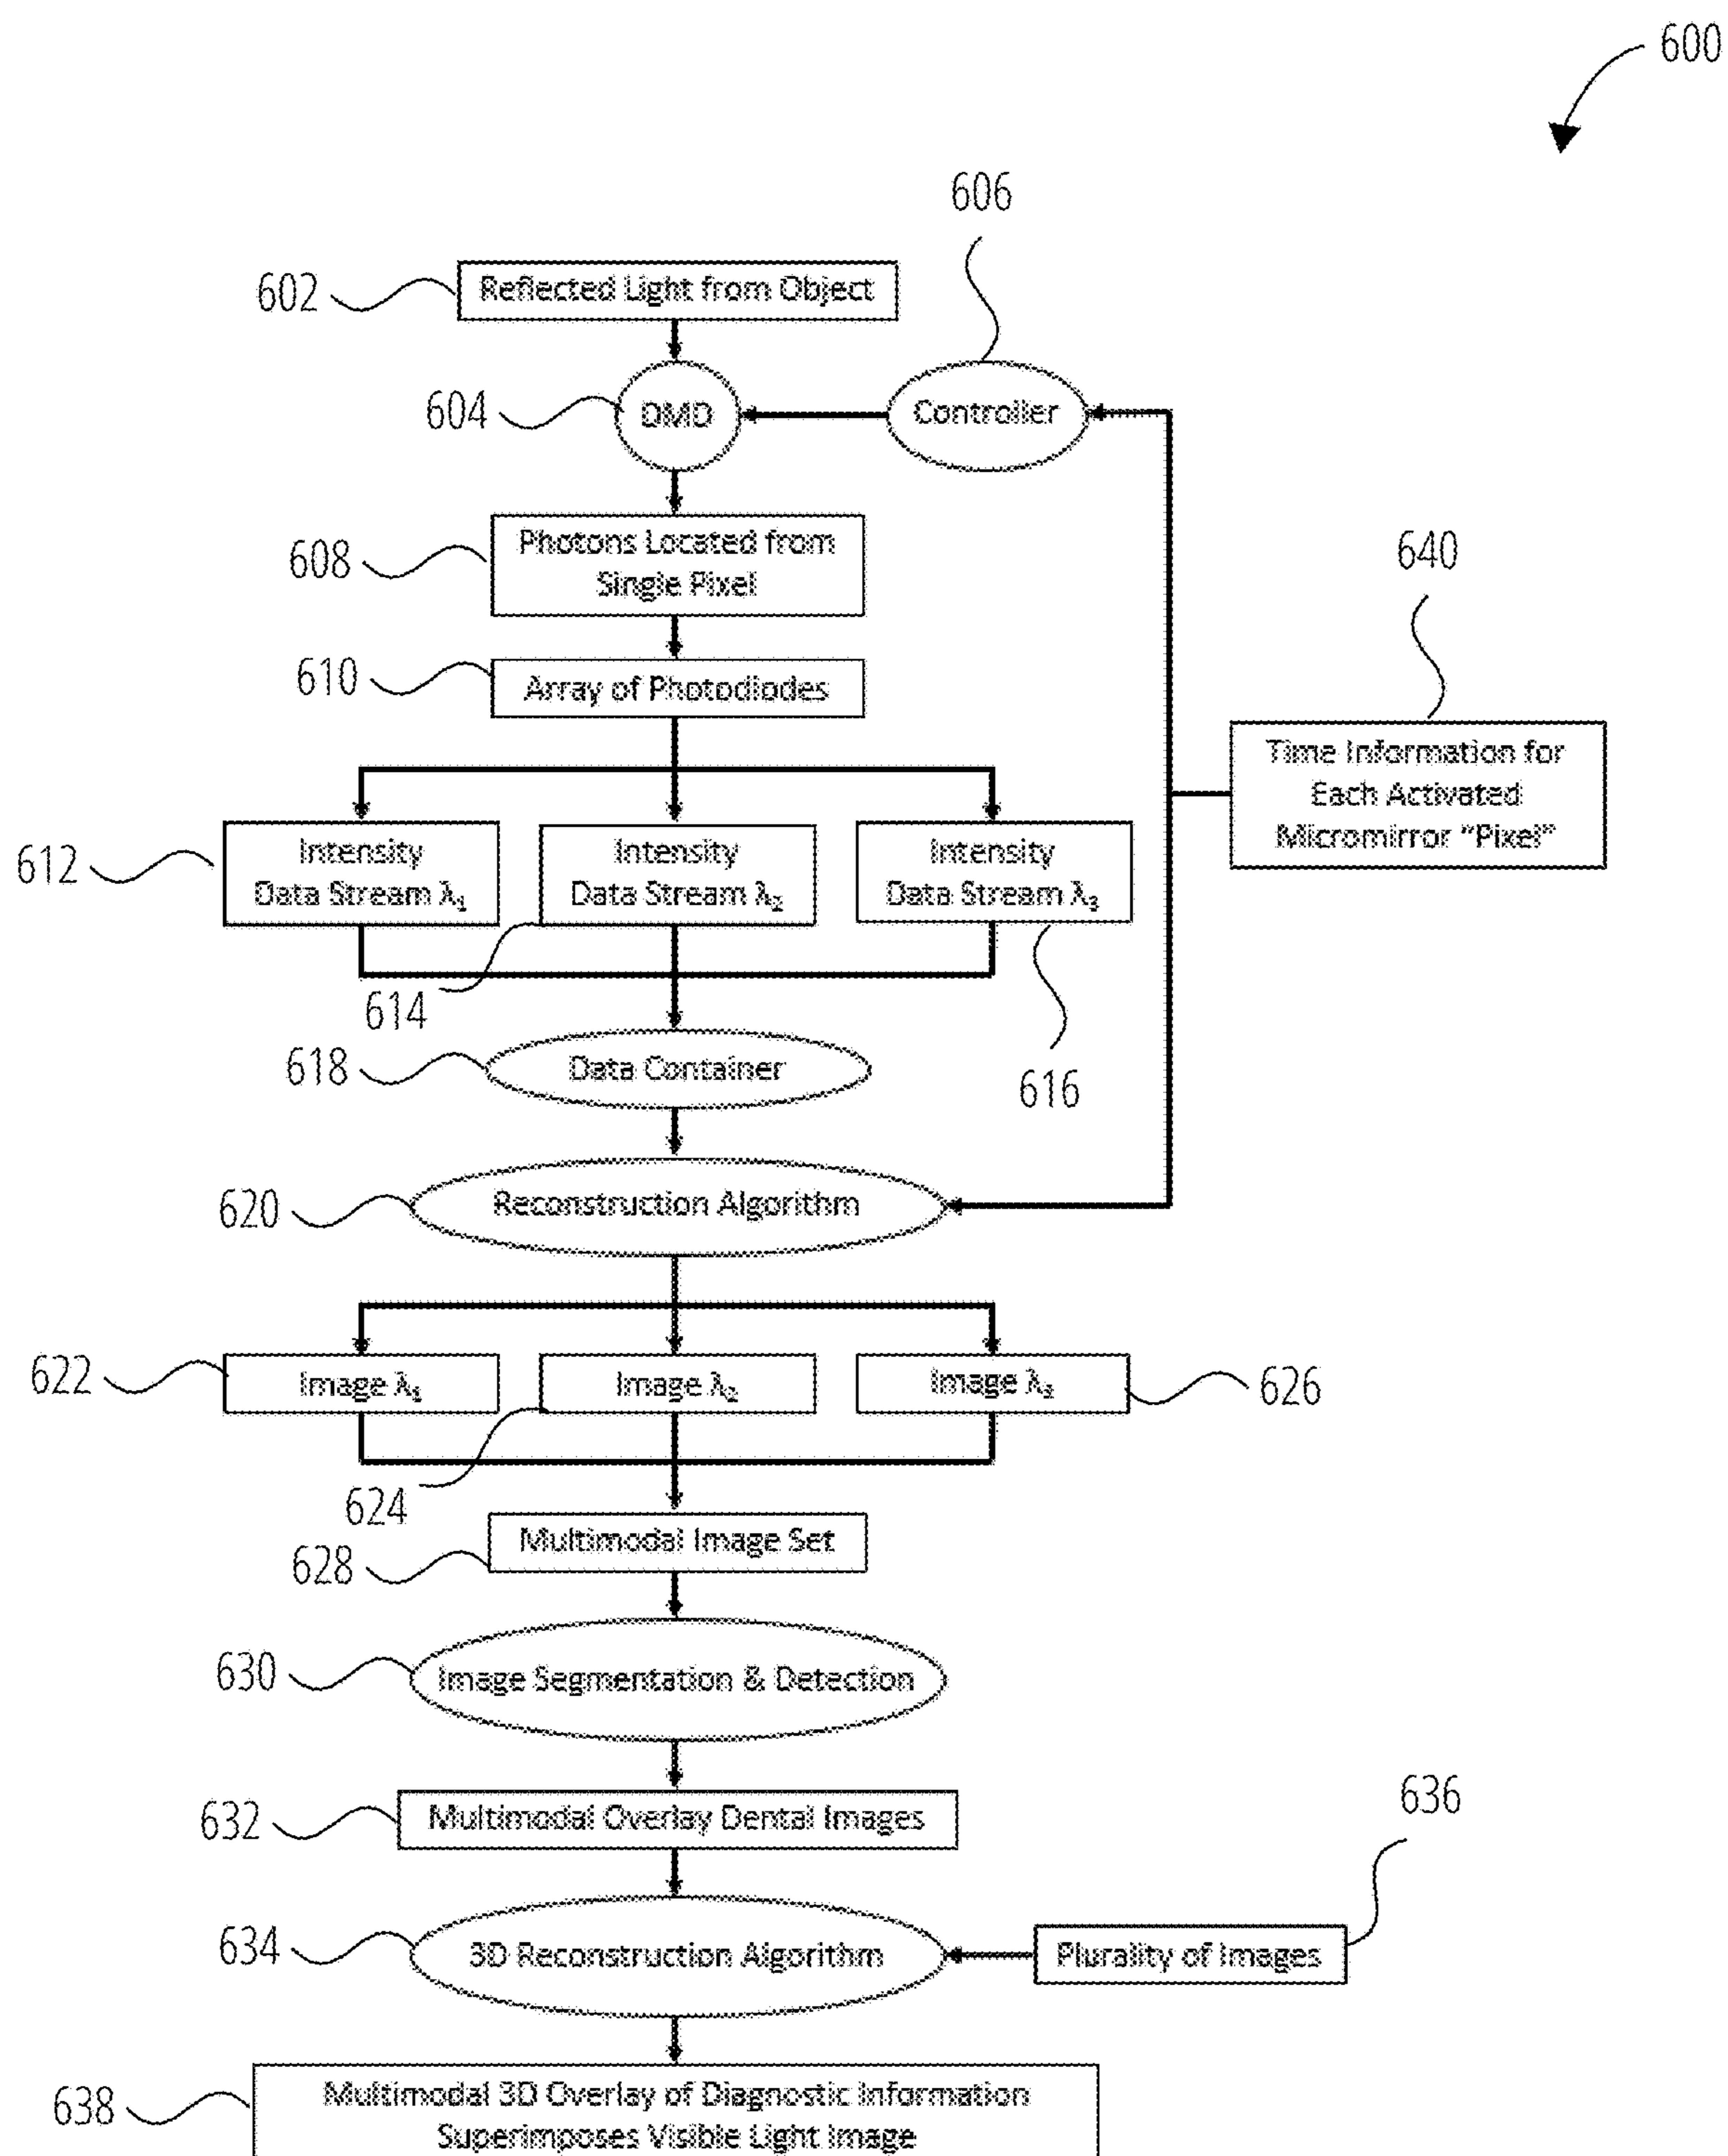 600
606
602
Reflected Light from Object
604
DMD
Controller
608
Photons Located from
Single Pixel
640
610
Array of Photodiodes
Time Information for
Each Activated
Micromirror “Pixel”
612
Intensity
Data Stream λ₁
Intensity
Data Stream λ₂
Intensity
Data Stream λ₃
614
616
618
Data Container
620
Reconstruction Algorithm
622
Image λ₁
Image λ₂
Image λ₃
626
624
628
Multimodal Image Set
630
Image Segmentation & Detection
632
Multimodal Overlay Dental Images
636
634
3D Reconstruction Algorithm
Plurality of Images
638
Multimodal 3D Overlay of Diagnostic Information
Superimposes Visible Light Image